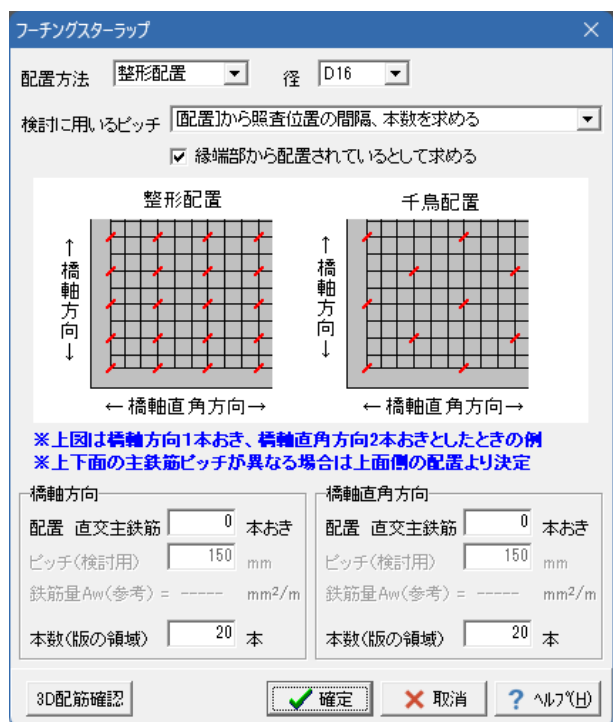 フーチングスターラップ
配置方法 整形配置 径 D16
検討に用いるピッチ [配置]から照査位置の間隔、本数を求める
縁端部から配置されているとして求める
整形配置 千鳥配置
↑橋軸方向↓ ↑橋軸方向↓
←橋軸直角方向→ ←橋軸直角方向→
※上図は橋軸方向1本おき、橋軸直角方向2本おきとしたときの例
※上下面の主鉄筋ピッチが異なる場合は上面側の配置より決定
橋軸方向
配置 直交主鉄筋 0 本おき
ピッチ(検討用) 150 mm
鉄筋量Aw(参考) = ----- mm²/m
本数(版の領域) 20 本
橋軸直角方向
配置 直交主鉄筋 0 本おき
ピッチ(検討用) 150 mm
鉄筋量Aw(参考) = ----- mm²/m
本数(版の領域) 20 本
3D配筋確認 確定 取消 ? ヘルプ(H)